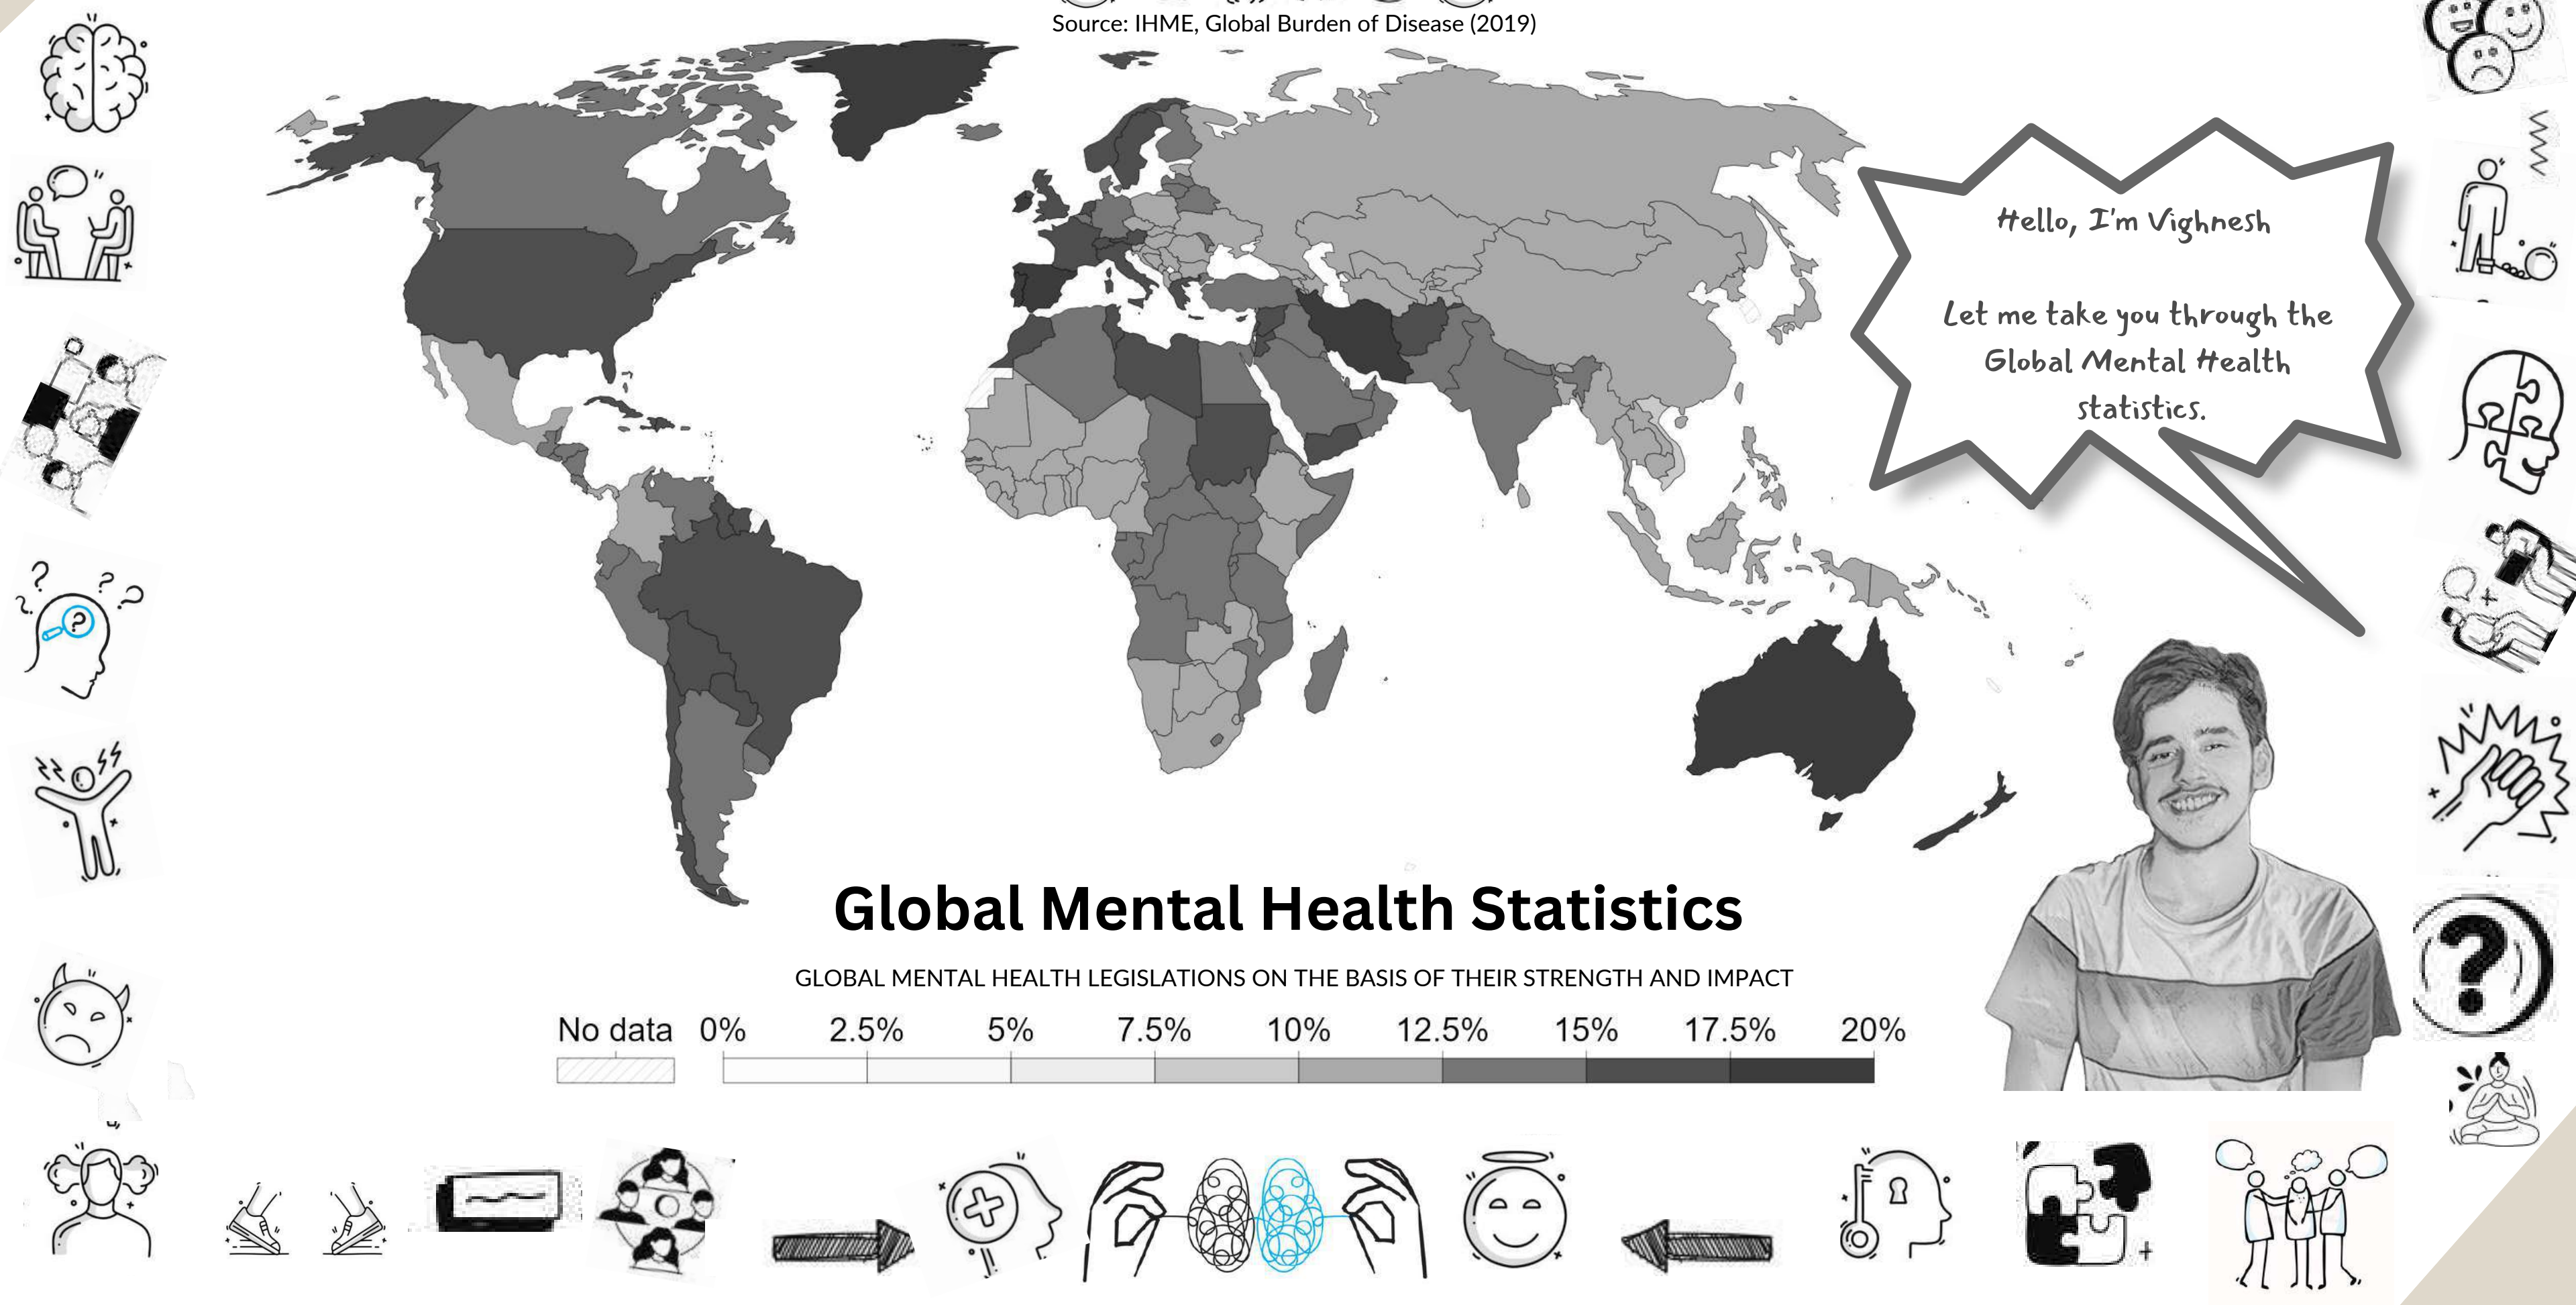 Source: IHME, Global Burden of Disease (2019)
Hello, I'm Vighnesh
Let me take you through the
Global Mental Health
statistics.
Global Mental Health Statistics
GLOBAL MENTAL HEALTH LEGISLATIONS ON THE BASIS OF THEIR STRENGTH AND IMPACT
No data 0% 2.5% 5% 7.5% 10% 12.5% 15% 17.5% 20%